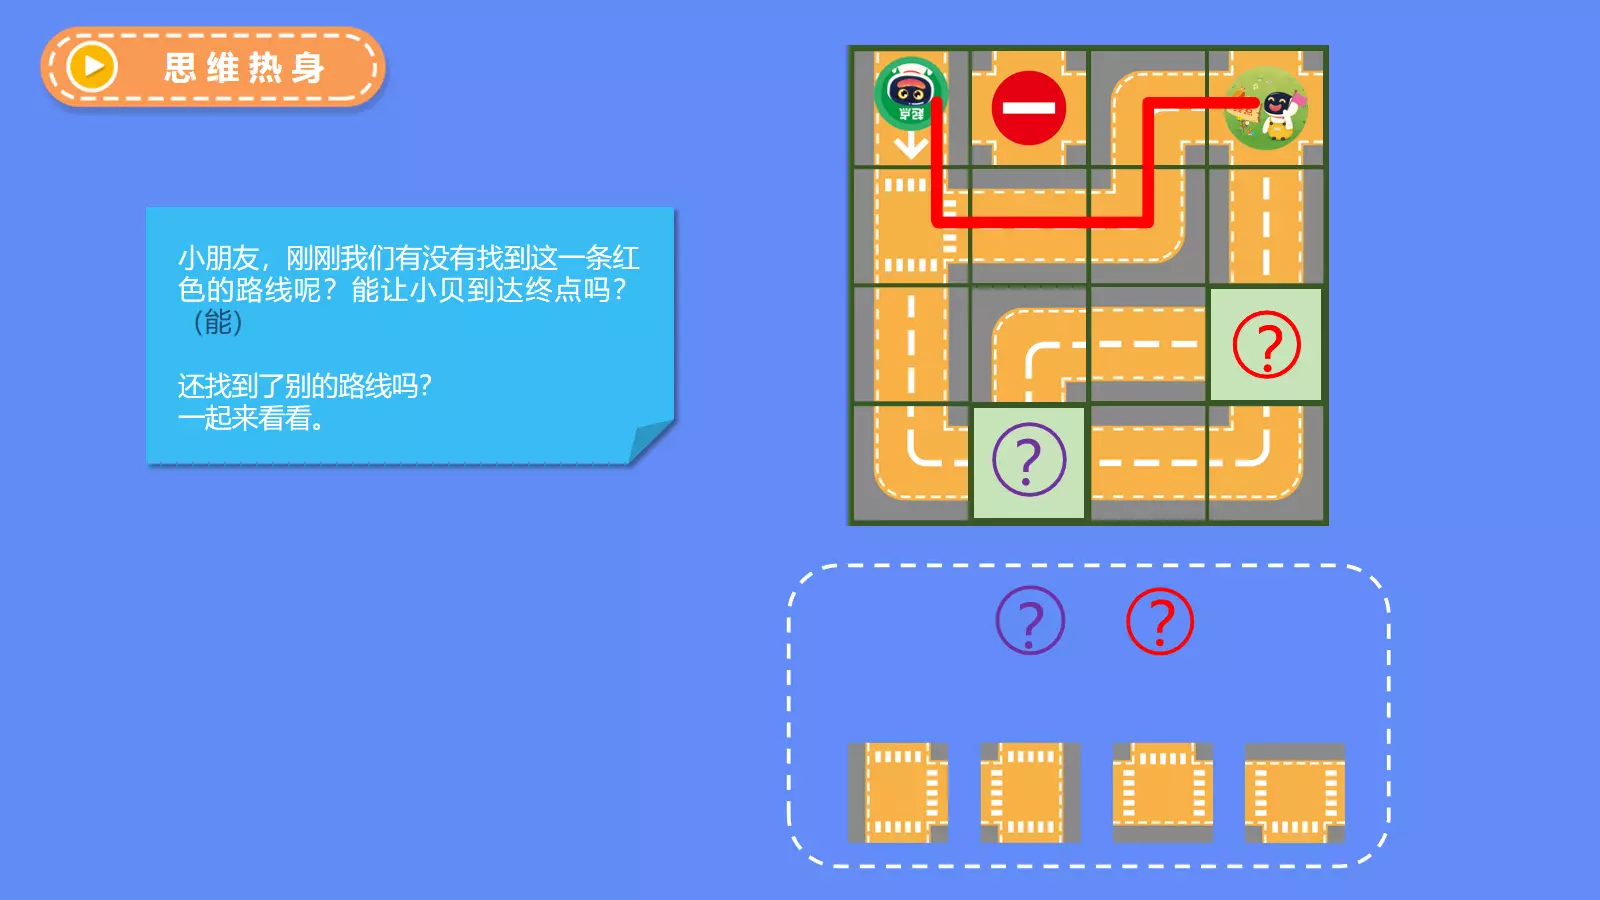 思维热身
小朋友，刚刚我们有没有找到这一条红
色的路线呢？能让小贝到达终点吗？
（能）
还找到了别的路线吗？
一起来看看。
起点
?
?
?
?